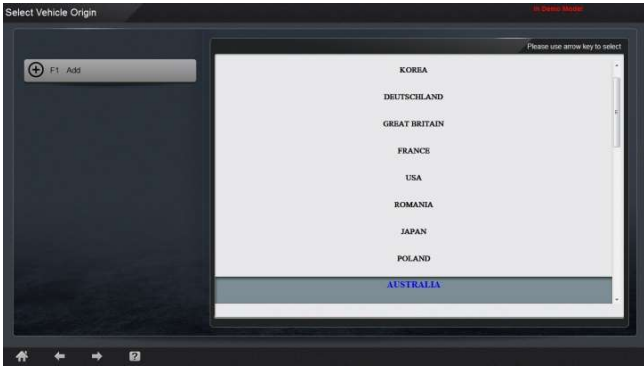 Select Vehicle Origin
In Demo Mode!
Please use arrow key to select
F1 Add
KOREA
DEUTSCHLAND
GREAT BRITAIN
FRANCE
USA
ROMANIA
JAPAN
POLAND
AUSTRALIA
?